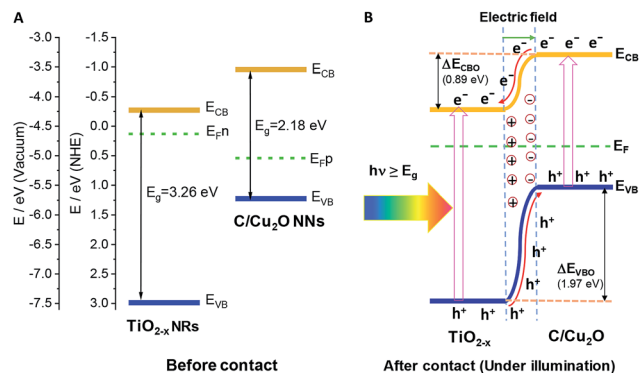 A
E / eV (Vacuum)
-3.0
-3.5
-4.0
-4.5
-5.0
-5.5
-6.0
-6.5
-7.0
-7.5
E / eV (NHE)
-1.5
-1.0
-0.5
0.0
0.5
1.0
1.5
2.0
2.5
3.0
E_CB
E_Fn
E_g=3.26 eV
E_VB
TiO₂₋ₓ NRs
E_CB
E_g=2.18 eV
E_Fp
E_VB
C/Cu₂O NNs
Before contact
B
Electric field
e⁻ e⁻ e⁻ e⁻
E_CB
ΔE_CBO
(0.89 eV)
e⁻
e⁻ e⁻
E_F
hν ≥ E_g
E_VB
h⁺ h⁺ h⁺ h⁺
h⁺
h⁺
h⁺
h⁺
ΔE_VBO
(1.97 eV)
h⁺ h⁺ h⁺
TiO₂₋ₓ
C/Cu₂O
After contact (Under illumination)